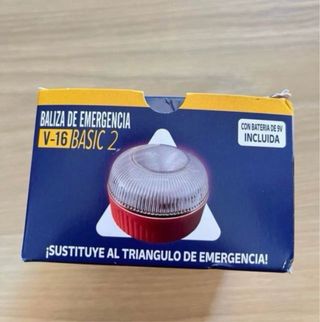 BALIZA DE EMERGENCIA
V-16 BASIC 2
CON BATERIA DE 9V
INCLUIDA
¡SUSTITUYE AL TRIANGULO DE EMERGENCIA!